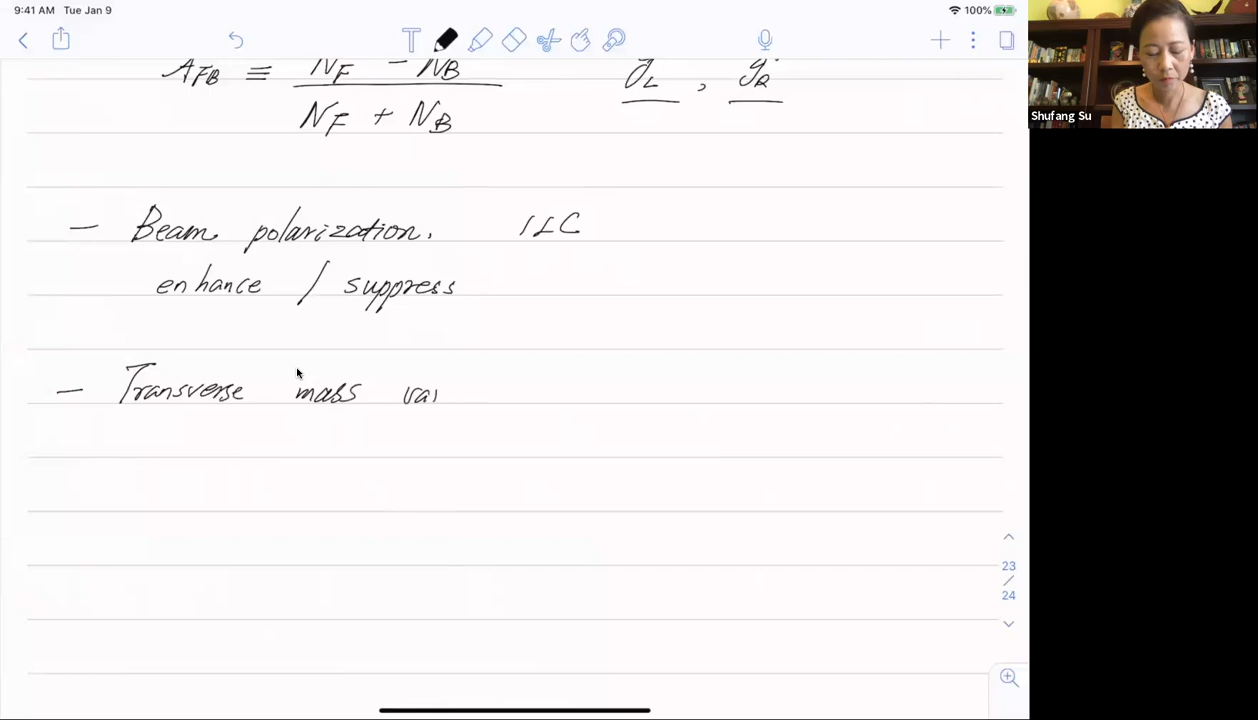 9:41 AM Tue Jan 9
100%
A_FB ≡ N_F - N_B / N_F + N_B    g_L , g_R
Shufang Su
- Beam polarization. ILC
enhance / suppress
- Transverse mass var
23
/
24